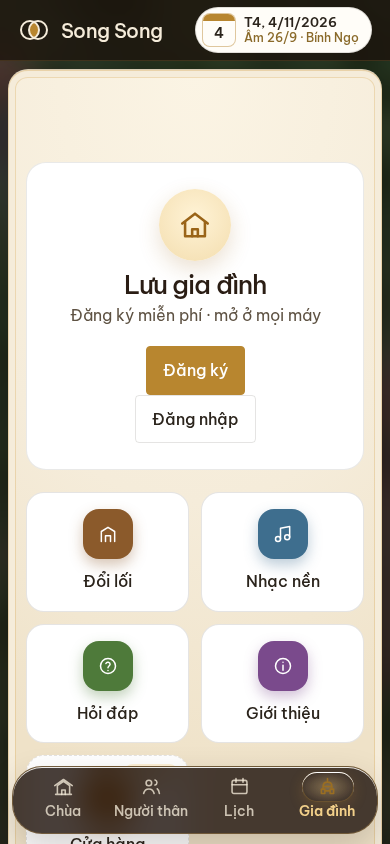 Song Song
4
T4, 4/11/2026
Âm 26/9 · Bính Ngọ
Lưu gia đình
Đăng ký miễn phí · mở ở mọi máy
Đăng ký
Đăng nhập
Đổi lối
Nhạc nền
Hỏi đáp
Giới thiệu
Cửa hàng
Chùa
Người thân
Lịch
Gia đình